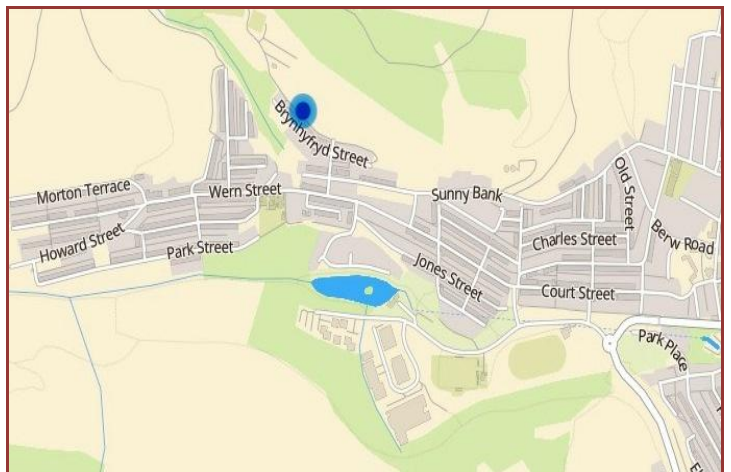 Brynhyfryd Street
Morton Terrace
Wern Street
Sunny Bank
Old Street
Howard Street
Park Street
Charles Street
Berw Road
Jones Street
Court Street
Park Place